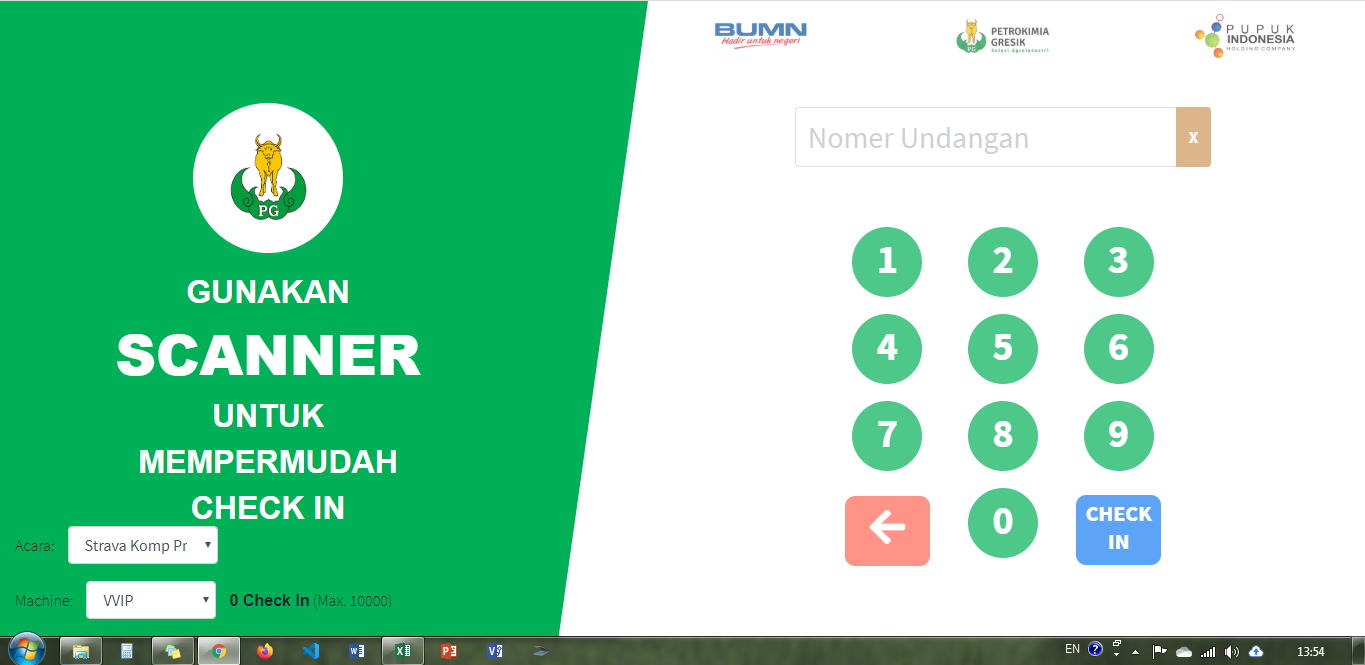 BUMN
Hadir untuk negeri
PETROKIMIA
GRESIK
Solusi Agroindustri
PUPUK
INDONESIA
HOLDING COMPANY
PG
PG
GUNAKAN
SCANNER
UNTUK
MEMPERMUDAH
CHECK IN
Acara: Strava Komp Pr
Machine: VVIP 0 Check In (Max. 10000)
Nomer Undangan x
1 2 3
4 5 6
7 8 9
0 CHECK
IN
EN 13:54